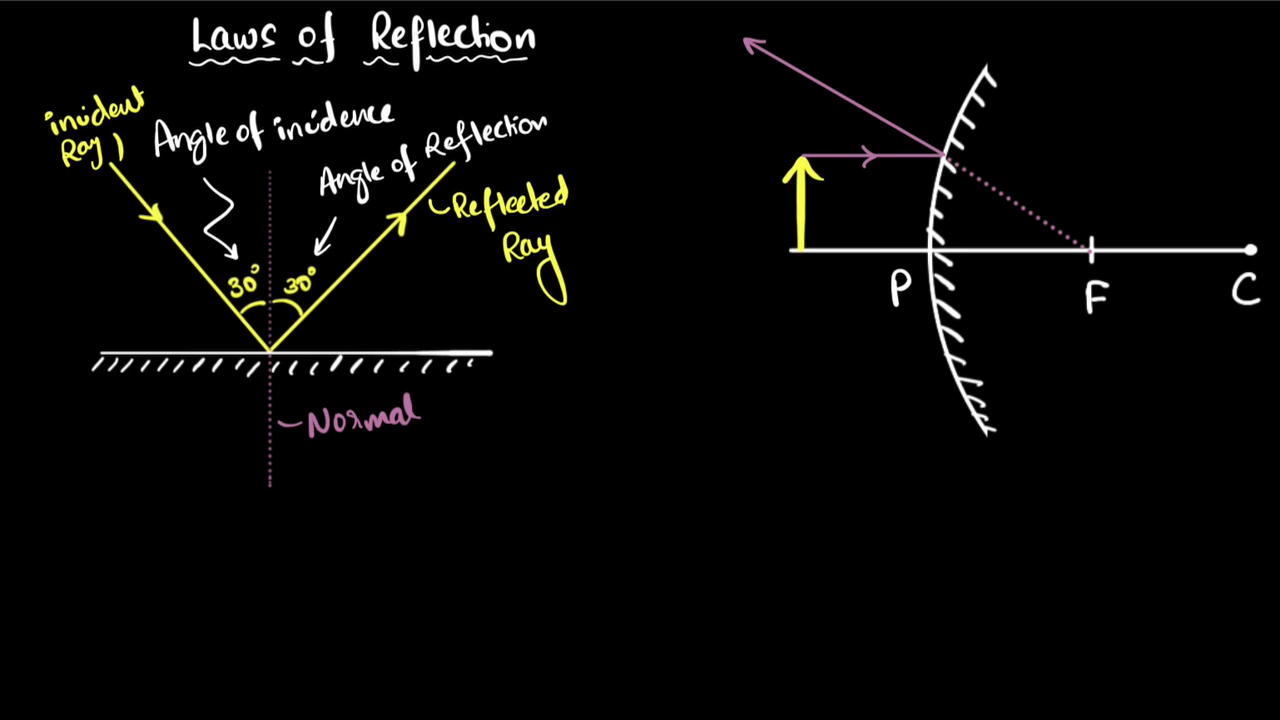 Laws of Reflection
incident
Ray
Angle of incidence
Angle of Reflection
Reflected
Ray
30°
30°
Normal
P
F
C